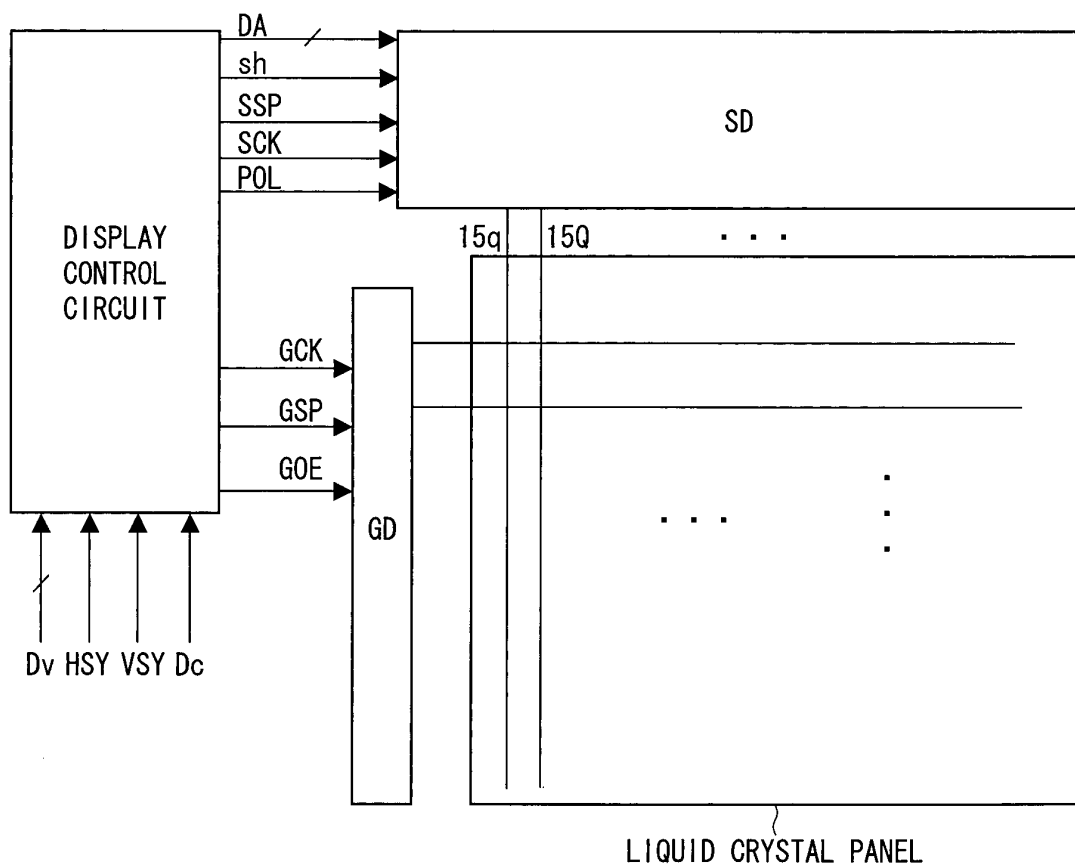 DA
sh
SSP
SCK
POL
SD
DISPLAY
CONTROL
CIRCUIT
15q
15Q
GCK
GSP
GOE
GD
Dv HSY VSY Dc
LIQUID CRYSTAL PANEL